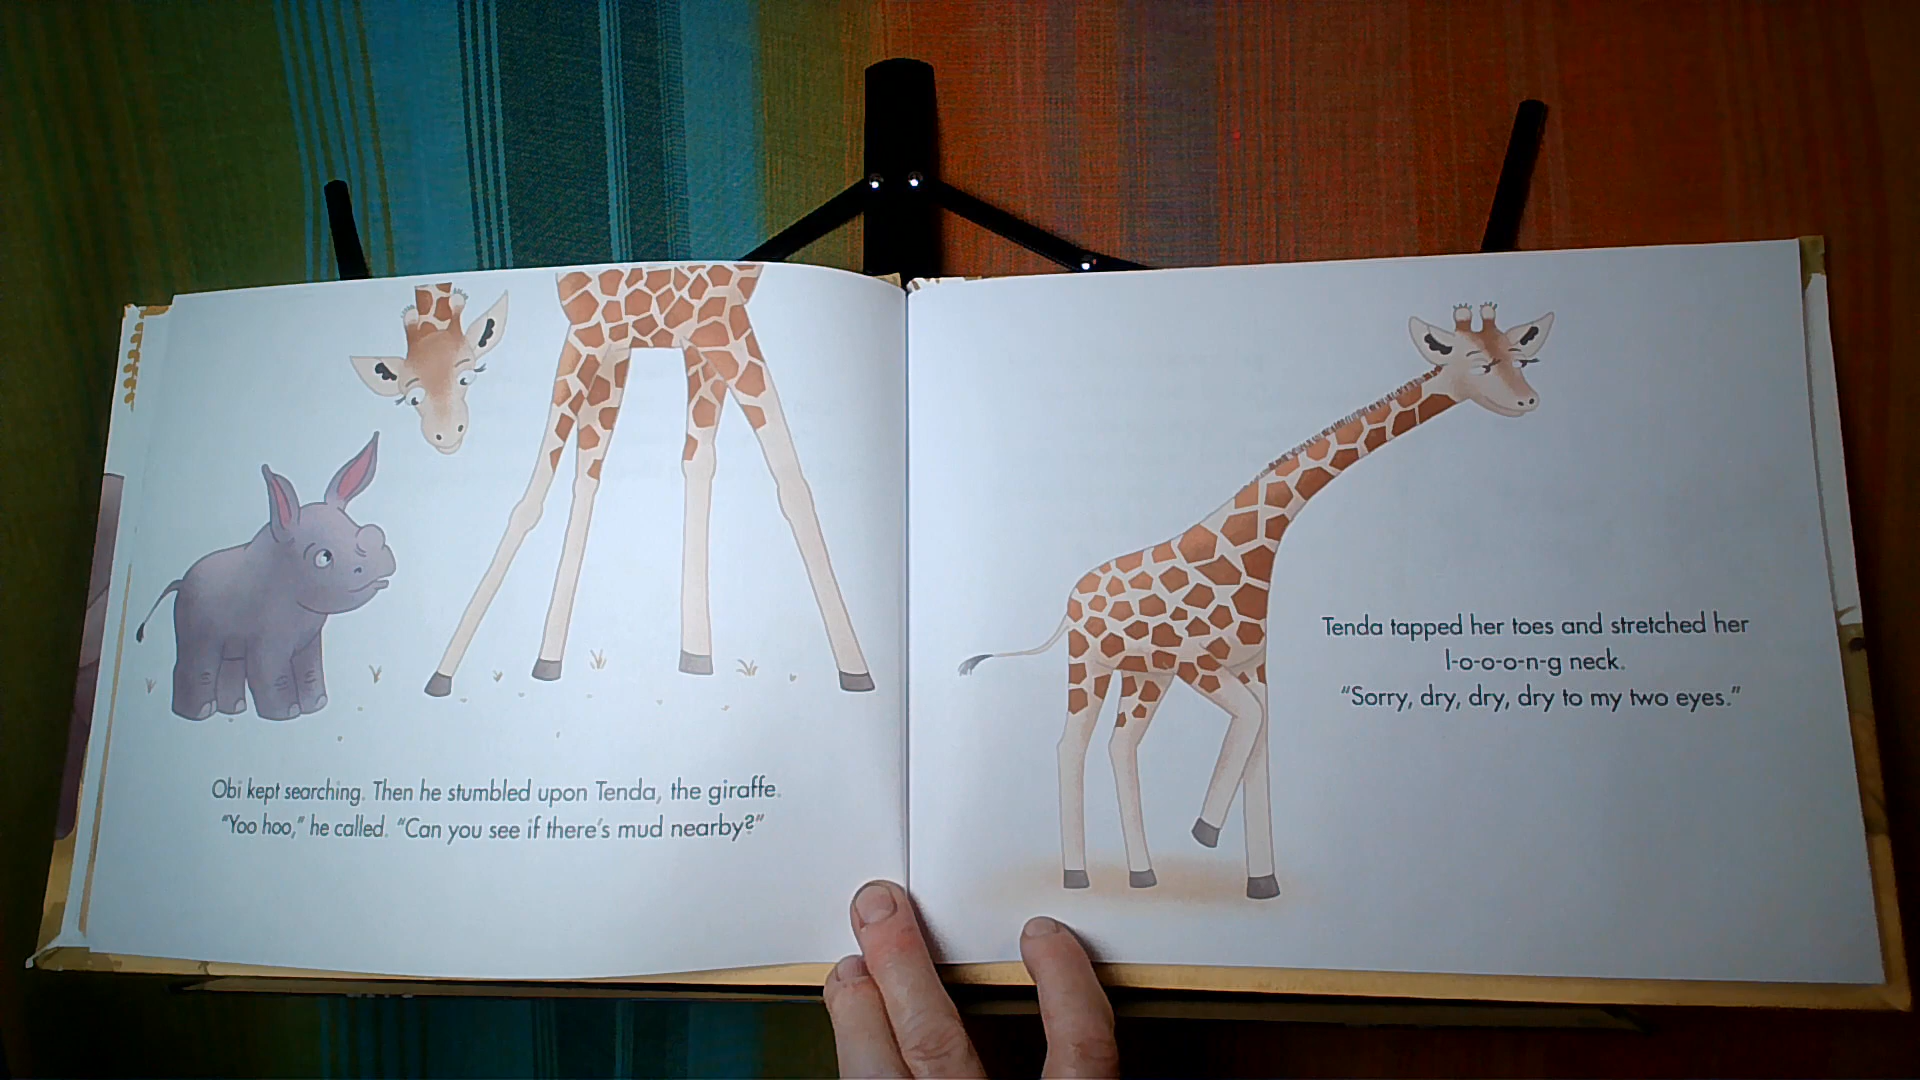 Obi kept searching. Then he stumbled upon Tenda, the giraffe.
“Yoo hoo,” he called. “Can you see if there’s mud nearby?”
Tenda tapped her toes and stretched her
l-o-o-o-n-g neck.
“Sorry, dry, dry, dry to my two eyes.”